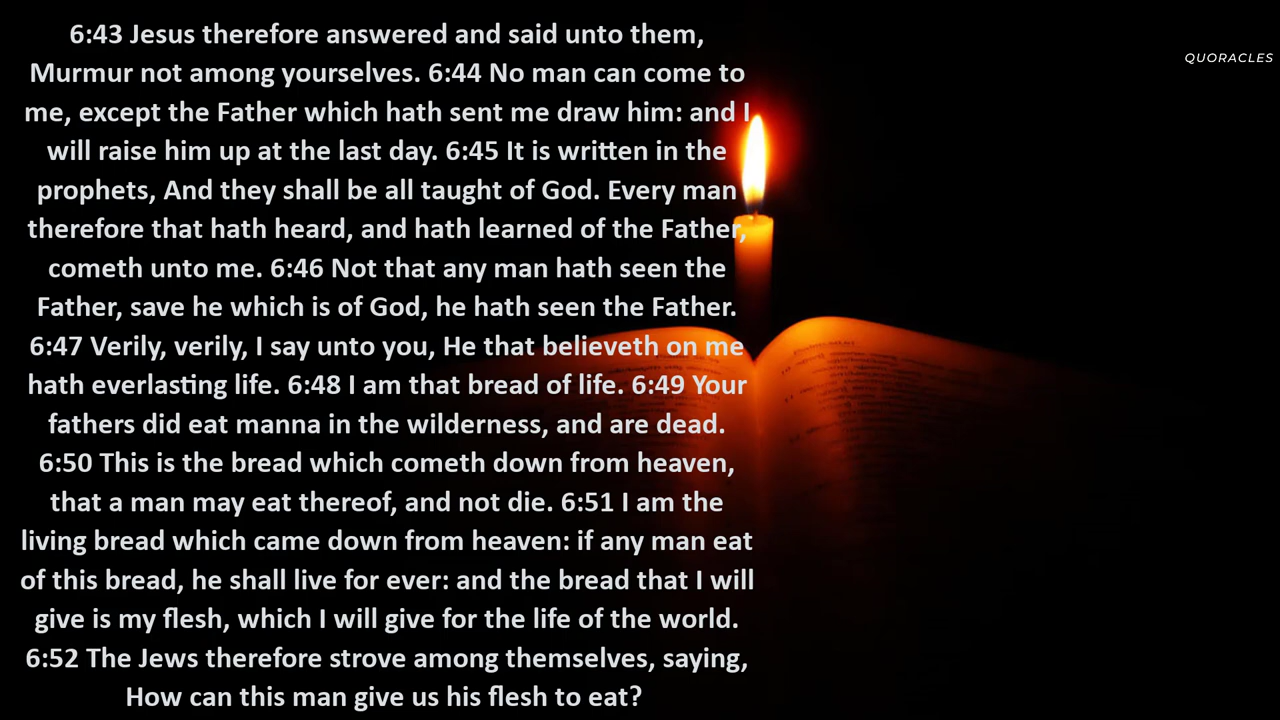 6:43 Jesus therefore answered and said unto them,
Murmur not among yourselves. 6:44 No man can come to
me, except the Father which hath sent me draw him: and I
will raise him up at the last day. 6:45 It is written in the
prophets, And they shall be all taught of God. Every man
therefore that hath heard, and hath learned of the Father,
cometh unto me. 6:46 Not that any man hath seen the
Father, save he which is of God, he hath seen the Father.
6:47 Verily, verily, I say unto you, He that believeth on me
hath everlasting life. 6:48 I am that bread of life. 6:49 Your
fathers did eat manna in the wilderness, and are dead.
6:50 This is the bread which cometh down from heaven,
that a man may eat thereof, and not die. 6:51 I am the
living bread which came down from heaven: if any man eat
of this bread, he shall live for ever: and the bread that I will
give is my flesh, which I will give for the life of the world.
6:52 The Jews therefore strove among themselves, saying,
How can this man give us his flesh to eat?
QUORACLES